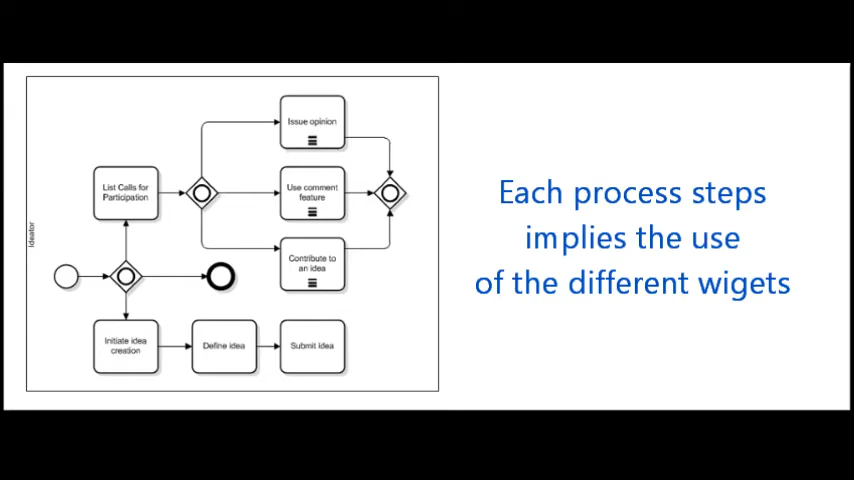 Ideator
Issue opinion
List Calls for
Participation
Use comment
feature
Contribute to
an idea
Initiate idea
creation
Define idea
Submit idea
Each process steps
implies the use
of the different wigets